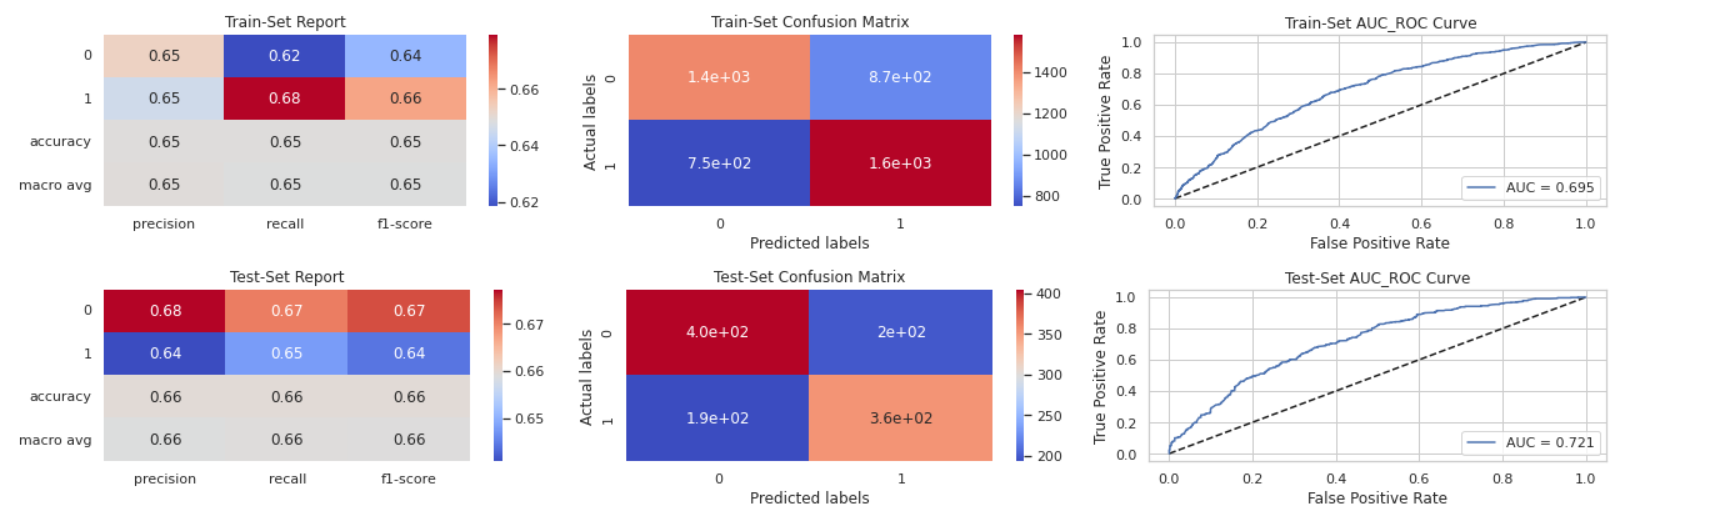 Train-Set Report
0 0.65 0.62 0.64
1 0.65 0.68 0.66
accuracy 0.65 0.65 0.65
macro avg 0.65 0.65 0.65
precision recall f1-score
0.66
0.64
0.62
Train-Set Confusion Matrix
Actual labels
0 1.4e+03 8.7e+02
1 7.5e+02 1.6e+03
0 1
Predicted labels
1400
1200
1000
800
Train-Set AUC_ROC Curve
True Positive Rate
1.0
0.8
0.6
0.4
0.2
0.0
AUC = 0.695
0.0 0.2 0.4 0.6 0.8 1.0
False Positive Rate
Test-Set Report
0 0.68 0.67 0.67
1 0.64 0.65 0.64
accuracy 0.66 0.66 0.66
macro avg 0.66 0.66 0.66
precision recall f1-score
0.67
0.66
0.65
Test-Set Confusion Matrix
Actual labels
0 4.0e+02 2e+02
1 1.9e+02 3.6e+02
0 1
Predicted labels
400
350
300
250
200
Test-Set AUC_ROC Curve
True Positive Rate
1.0
0.8
0.6
0.4
0.2
0.0
AUC = 0.721
0.0 0.2 0.4 0.6 0.8 1.0
False Positive Rate